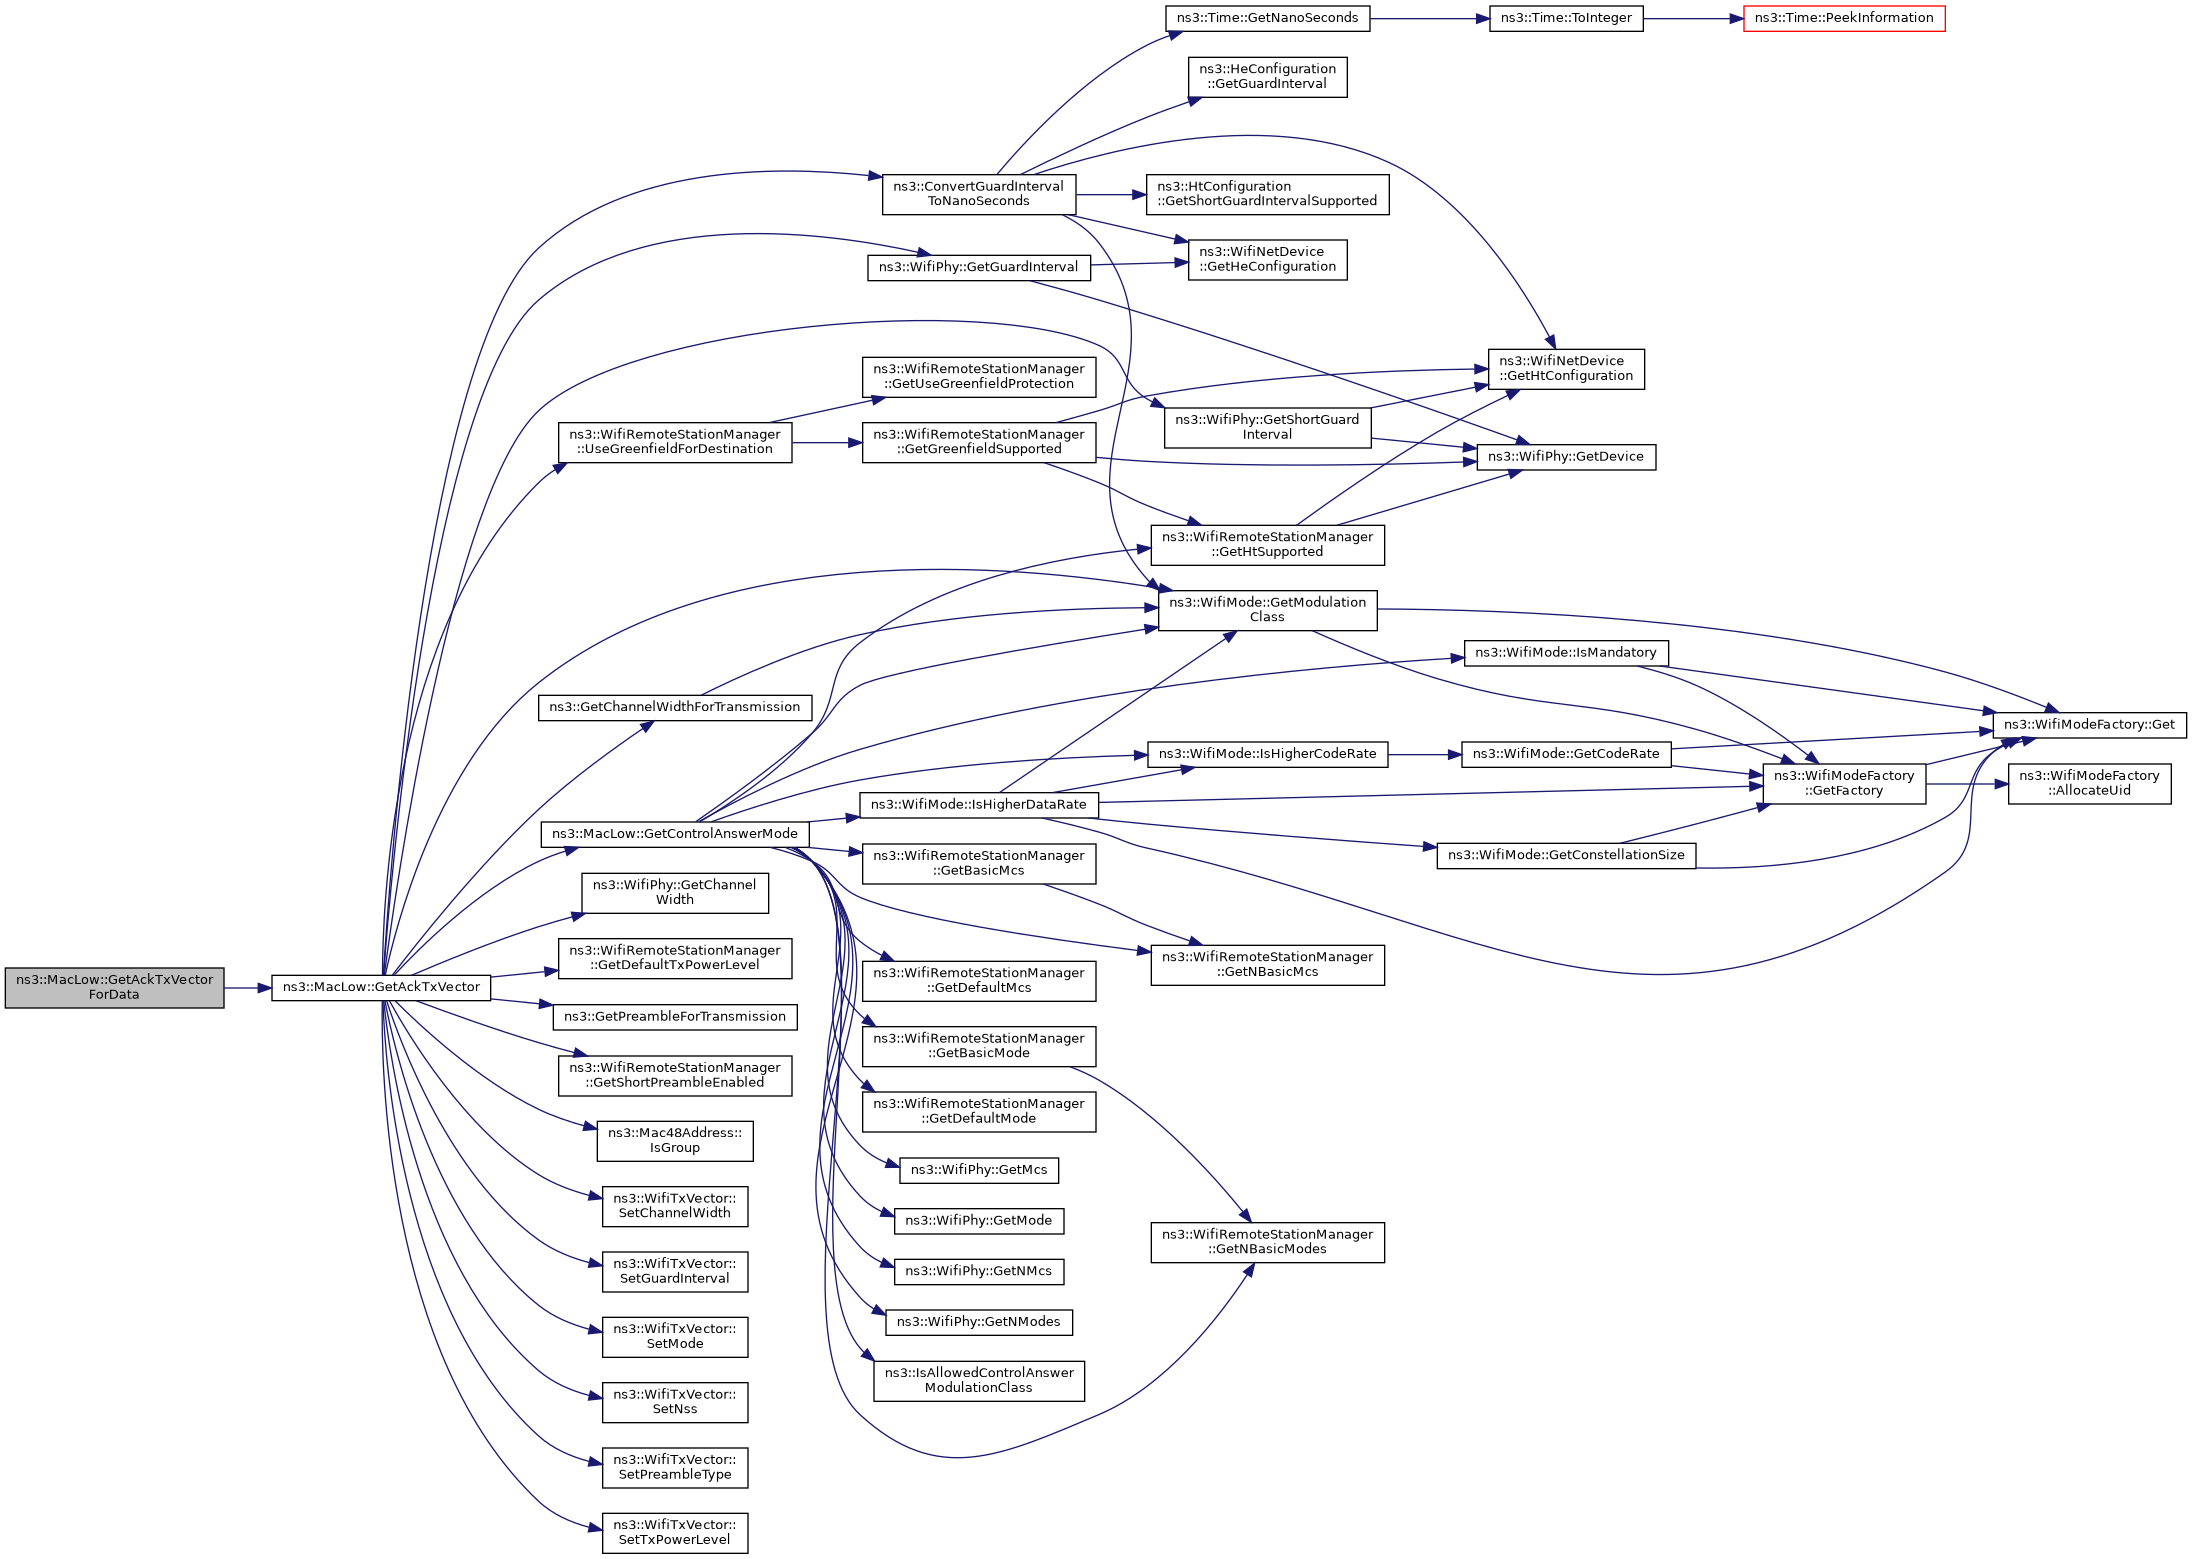 ns3::Time::GetNanoSeconds
ns3::Time::ToInteger
ns3::Time::PeekInformation
ns3::HeConfiguration
::GetGuardInterval
ns3::ConvertGuardInterval
ToNanoSeconds
ns3::HtConfiguration
::GetShortGuardIntervalSupported
ns3::WifiNetDevice
::GetHeConfiguration
ns3::WifiPhy::GetGuardInterval
ns3::WifiNetDevice
::GetHtConfiguration
ns3::WifiRemoteStationManager
::GetUseGreenfieldProtection
ns3::WifiPhy::GetShortGuard
Interval
ns3::WifiRemoteStationManager
::UseGreenfieldForDestination
ns3::WifiRemoteStationManager
::GetGreenfieldSupported
ns3::WifiPhy::GetDevice
ns3::WifiRemoteStationManager
::GetHtSupported
ns3::WifiMode::GetModulation
Class
ns3::WifiMode::IsMandatory
ns3::GetChannelWidthForTransmission
ns3::WifiModeFactory::Get
ns3::WifiMode::IsHigherCodeRate
ns3::WifiMode::GetCodeRate
ns3::WifiModeFactory
::GetFactory
ns3::WifiModeFactory
::AllocateUid
ns3::WifiMode::IsHigherDataRate
ns3::MacLow::GetControlAnswerMode
ns3::WifiMode::GetConstellationSize
ns3::WifiRemoteStationManager
::GetBasicMcs
ns3::WifiPhy::GetChannel
Width
ns3::WifiRemoteStationManager
::GetDefaultTxPowerLevel
ns3::WifiRemoteStationManager
::GetNBasicMcs
ns3::WifiRemoteStationManager
::GetDefaultMcs
ns3::MacLow::GetAckTxVector
ForData
ns3::MacLow::GetAckTxVector
ns3::GetPreambleForTransmission
ns3::WifiRemoteStationManager
::GetBasicMode
ns3::WifiRemoteStationManager
::GetShortPreambleEnabled
ns3::WifiRemoteStationManager
::GetDefaultMode
ns3::Mac48Address::
IsGroup
ns3::WifiPhy::GetMcs
ns3::WifiTxVector::
SetChannelWidth
ns3::WifiPhy::GetMode
ns3::WifiRemoteStationManager
::GetNBasicModes
ns3::WifiTxVector::
SetGuardInterval
ns3::WifiPhy::GetNMcs
ns3::WifiPhy::GetNModes
ns3::WifiTxVector::
SetMode
ns3::IsAllowedControlAnswer
ModulationClass
ns3::WifiTxVector::
SetNss
ns3::WifiTxVector::
SetPreambleType
ns3::WifiTxVector::
SetTxPowerLevel